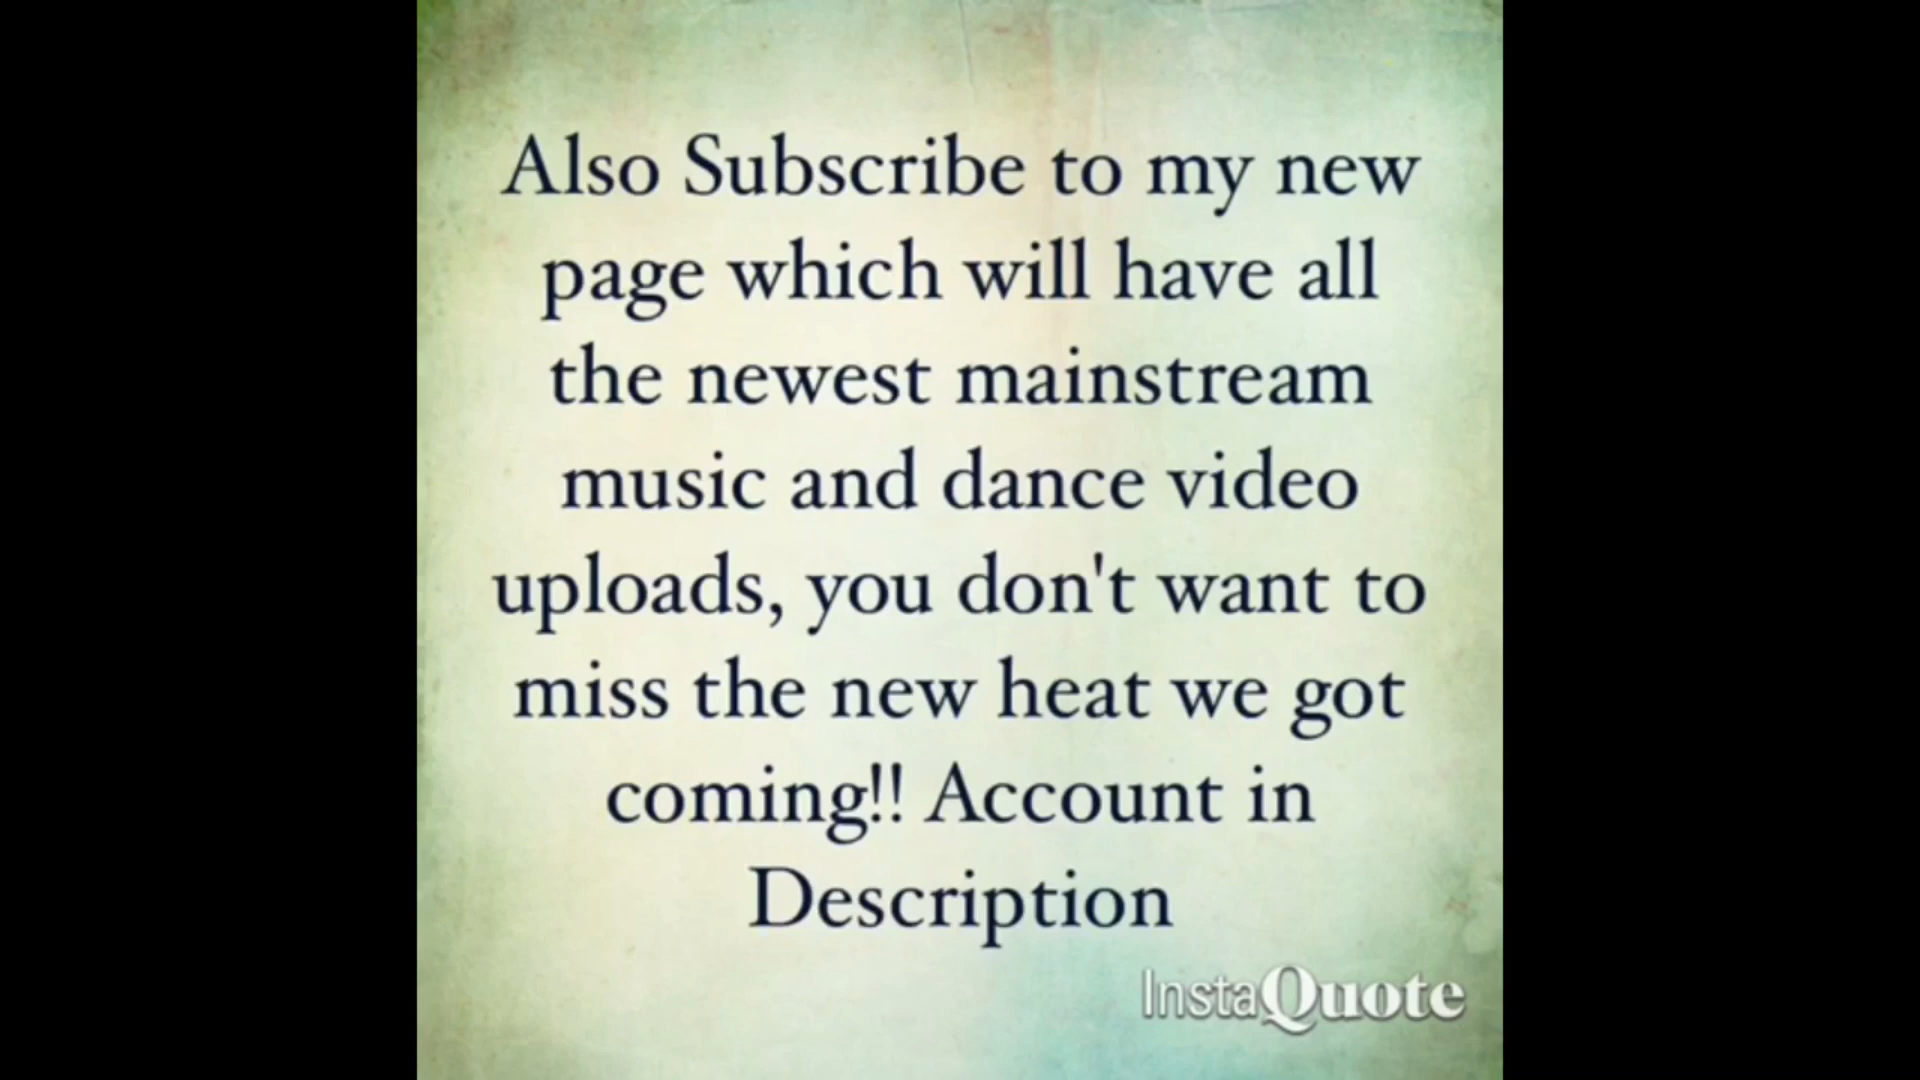 Also Subscribe to my new
page which will have all
the newest mainstream
music and dance video
uploads, you don't want to
miss the new heat we got
coming!! Account in
Description
InstaQuote